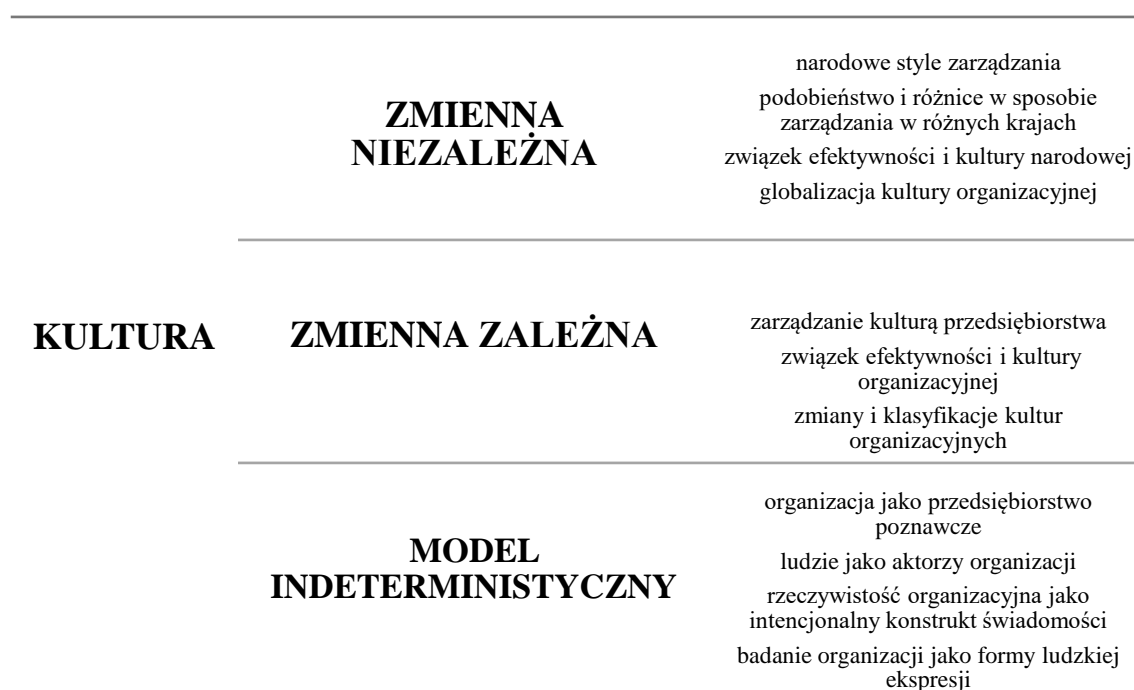 ZMIENNA
NIEZALEŻNA
narodowe style zarządzania
podobieństwo i różnice w sposobie
zarządzania w różnych krajach
związek efektywności i kultury narodowej
globalizacja kultury organizacyjnej
KULTURA
ZMIENNA ZALEŻNA
zarządzanie kulturą przedsiębiorstwa
związek efektywności i kultury
organizacyjnej
zmiany i klasyfikacje kultur
organizacyjnych
MODEL
INDETERMINISTYCZNY
organizacja jako przedsiębiorstwo
poznawcze
ludzie jako aktorzy organizacji
rzeczywistość organizacyjna jako
intencjonalny konstrukt świadomości
badanie organizacji jako formy ludzkiej
ekspresji